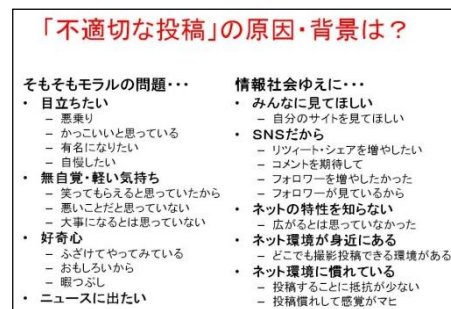 「不適切な投稿」の原因・背景は？
そもそもモラルの問題・・・
• 目立ちたい
– 悪乗り
– かっこいいと思っている
– 有名になりたい
– 自慢したい
• 無自覚・軽い気持ち
– 笑ってもらえると思っていたから
– 悪いことだと思っていない
– 大事になるとは思っていない
• 好奇心
– ふざけてやってみている
– おもしろいから
– 暇つぶし
• ニュースに出たい
情報社会ゆえに・・・
• みんなに見てほしい
– 自分のサイトを見てほしい
• SNSだから
– リツィート・シェアを増やしたい
– コメントを期待して
– フォロワーを増やしたかった
– フォロワーが見ているから
• ネットの特性を知らない
– 広がるとは思っていなかった
• ネット環境が身近にある
– どこでも撮影投稿できる環境がある
• ネット環境に慣れている
– 投稿することに抵抗が少ない
– 投稿慣れして感覚がマヒ